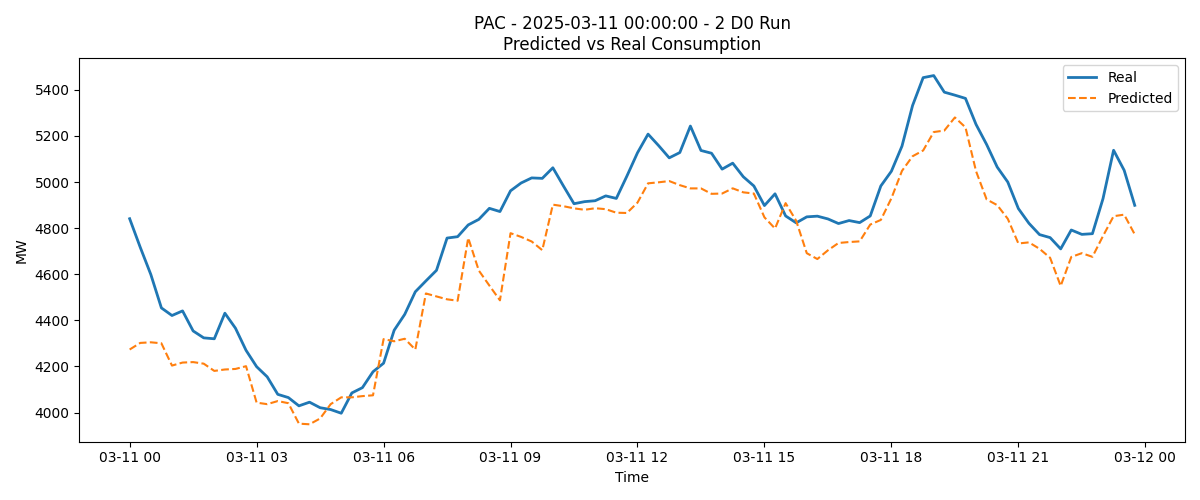 PAC - 2025-03-11 00:00:00 - 2 D0 Run
Predicted vs Real Consumption
Real
Predicted
MW
5400
5200
5000
4800
4600
4400
4200
4000
03-11 00
03-11 03
03-11 06
03-11 09
03-11 12
03-11 15
03-11 18
03-11 21
03-12 00
Time